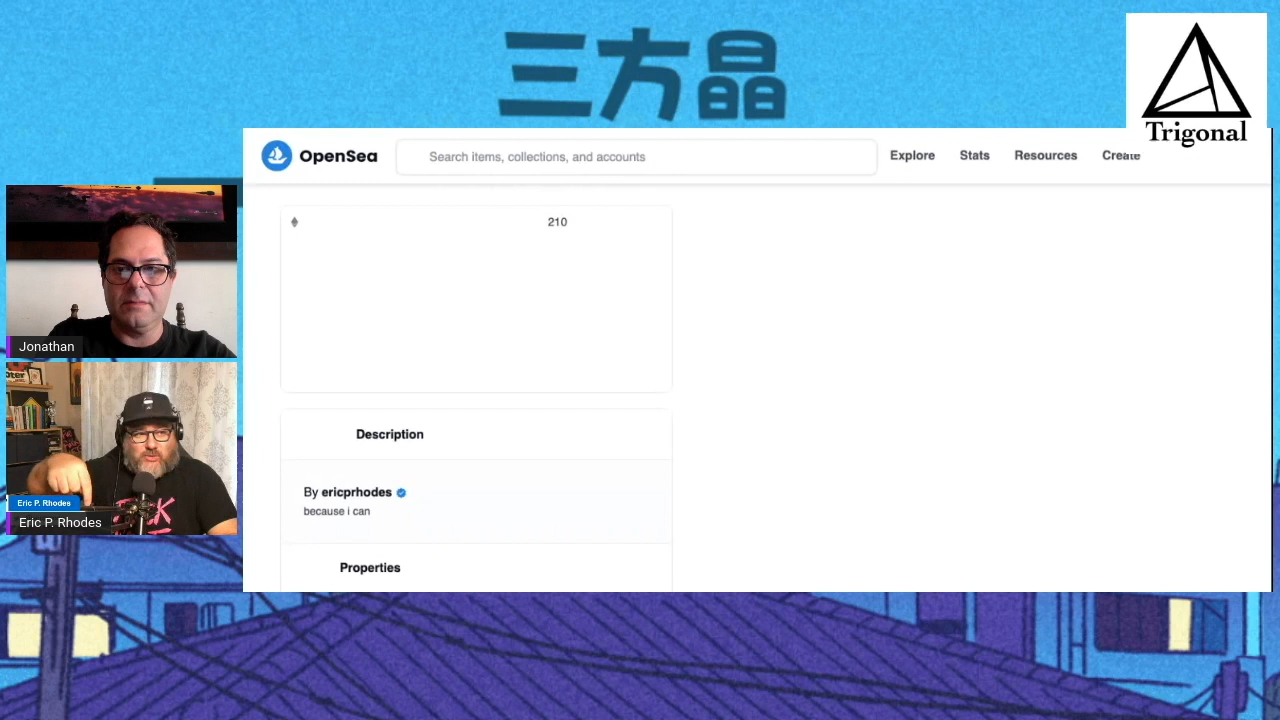 三方晶
Trigonal
OpenSea
Search items, collections, and accounts
Explore
Stats
Resources
Create
210
Description
By ericprhodes
because i can
Properties
Jonathan
Eric P. Rhodes
Eric P. Rhodes